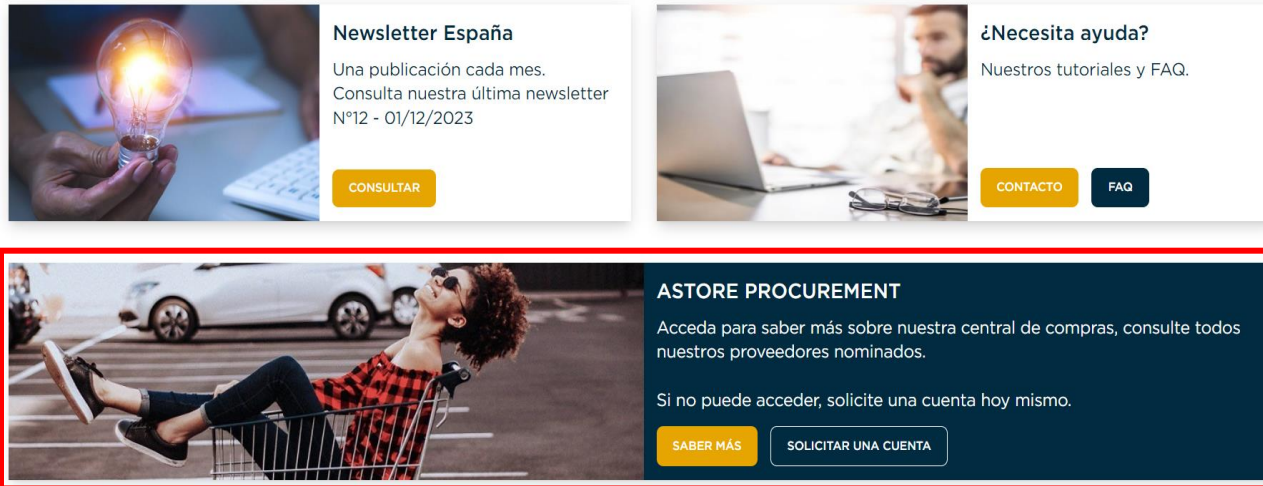 Newsletter España
Una publicación cada mes.
Consulta nuestra última newsletter
N°12 - 01/12/2023
CONSULTAR
¿Necesita ayuda?
Nuestros tutoriales y FAQ.
CONTACTO
FAQ
ASTORE PROCUREMENT
Acceda para saber más sobre nuestra central de compras, consulte todos
nuestros proveedores nominados.
Si no puede acceder, solicite una cuenta hoy mismo.
SABER MÁS
SOLICITAR UNA CUENTA